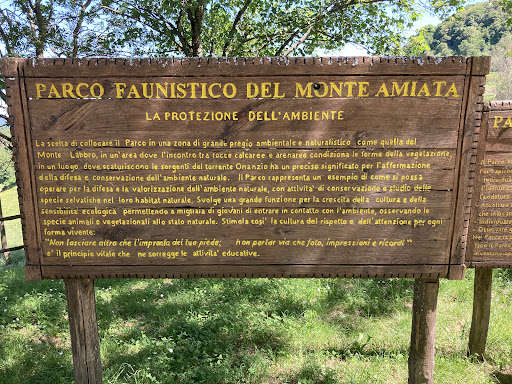 PARCO FAUNISTICO DEL MONTE AMIATA
LA PROTEZIONE DELL'AMBIENTE
La scelta di collocare il Parco in una zona di grande pregio ambientale e naturalistico come quella del
Monte Labbro, in un'area dove l'incontro tra rocce calcaree e arenaree condiziona le forme della vegetazione,
in un luogo dove scaturiscono le sorgenti del torrente Onanzio ha un preciso significato per l'affermazione
della difesa e conservazione dell'ambiente naturale. Il Parco rappresenta un esempio di come si possa
operare per la difesa e la valorizzazione dell'ambiente naturale, con attivita' di conservazione e studio delle
specie selvatiche nel loro habitat naturale. Svolge una grande funzione per la crescita della cultura e della
sensibilita' ecologica permettendo a migliaia di giovani di entrare in contatto con l'ambiente, osservando le
specie animali e vegetazionali allo stato naturale. Stimola cosi' la cultura del rispetto e dell'attenzione per ogni
forma vivente:
"Non lasciare altro che l'impronta del tuo piede; non portar via che foto, impressioni e ricordi"
e' il principio vitale che ne sorregge le attivita' educative.